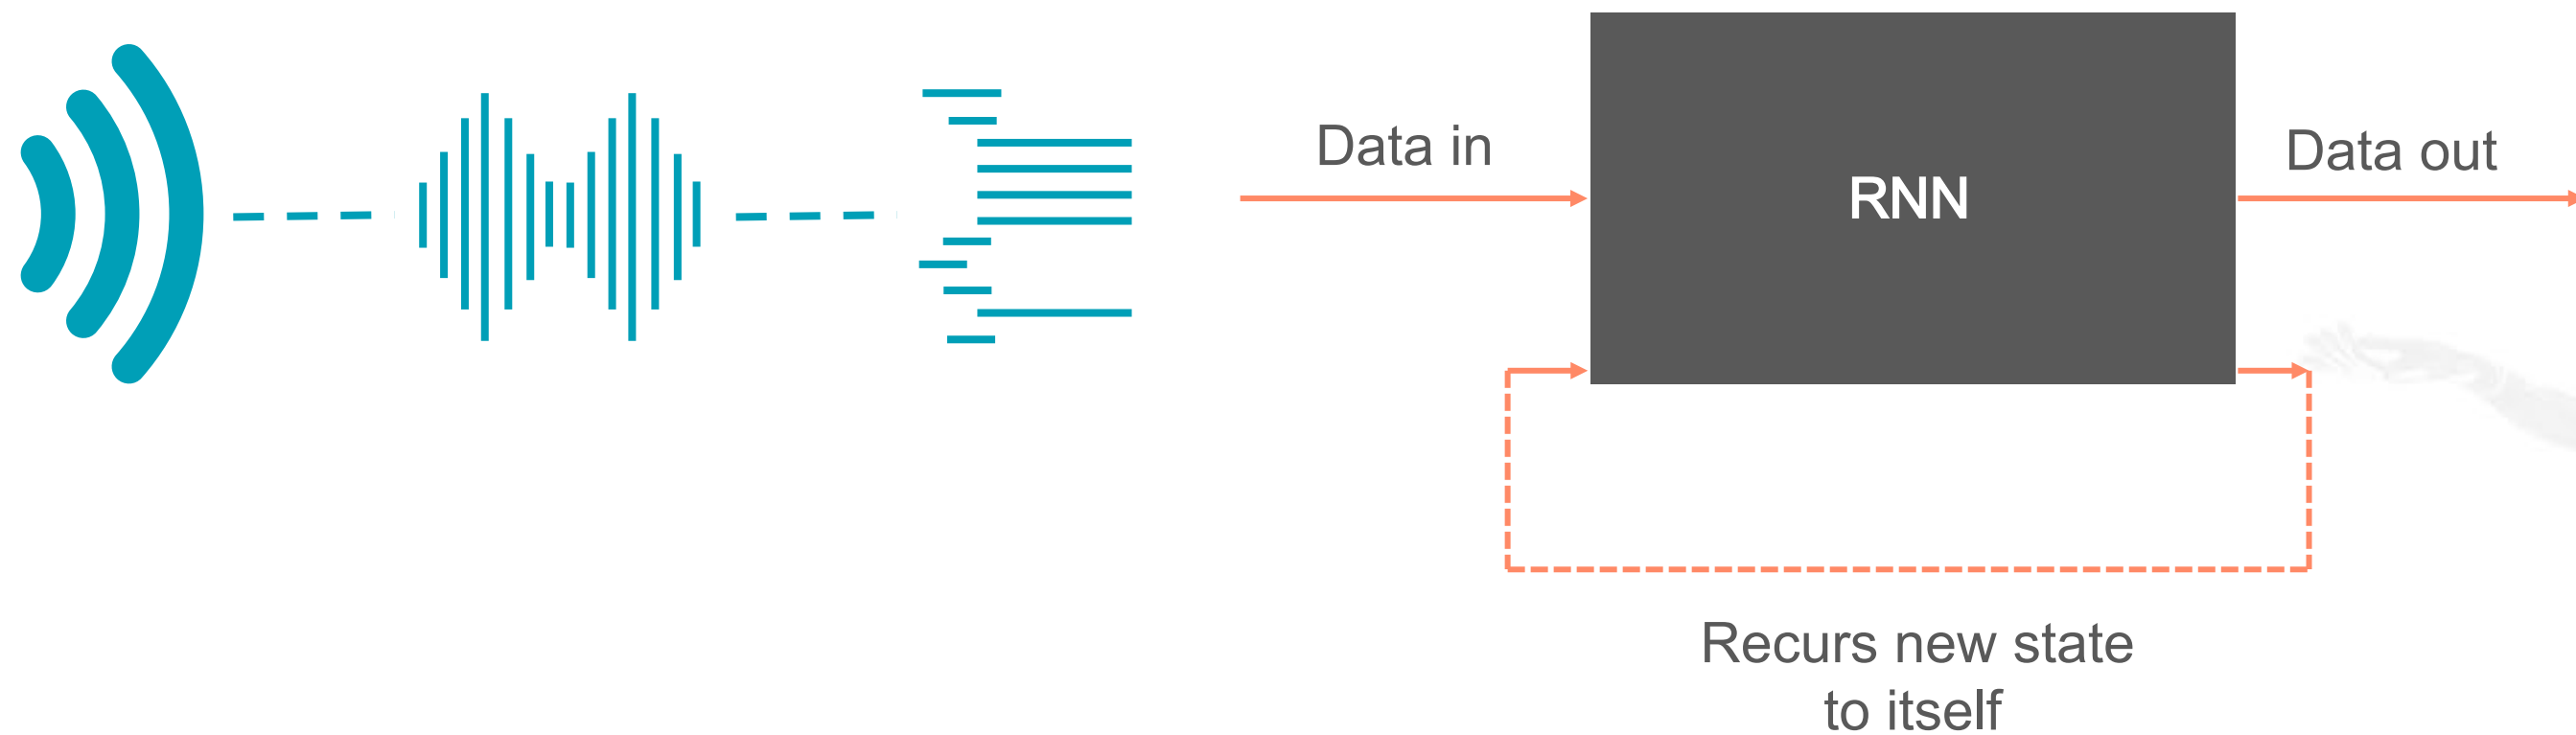 Data in
RNN
Data out
Recurs new state
to itself